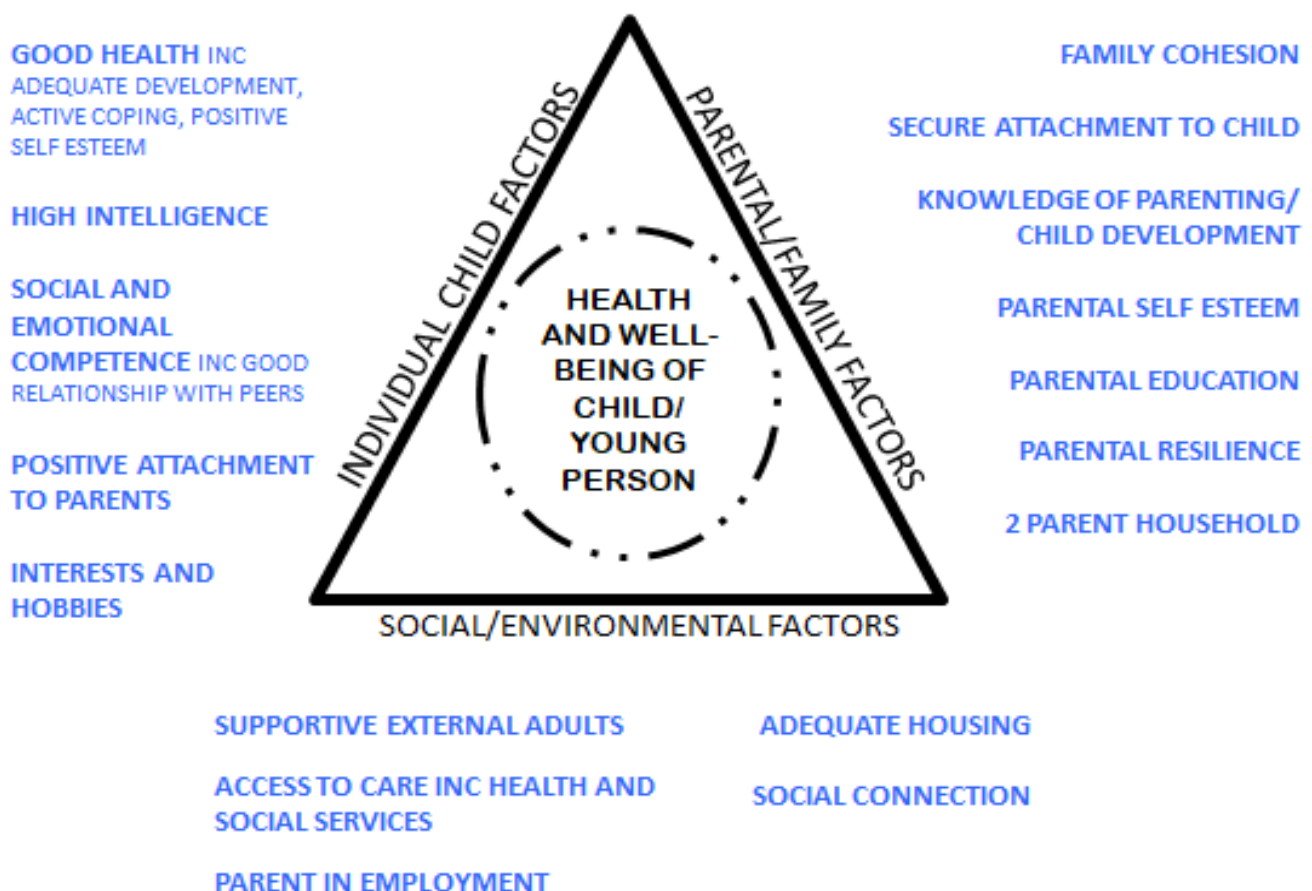 GOOD HEALTH INC
ADEQUATE DEVELOPMENT,
ACTIVE COPING, POSITIVE
SELF ESTEEM
HIGH INTELLIGENCE
SOCIAL AND
EMOTIONAL
COMPETENCE INC GOOD
RELATIONSHIP WITH PEERS
POSITIVE ATTACHMENT
TO PARENTS
INTERESTS AND
HOBBIES
INDIVIDUAL CHILD FACTORS
HEALTH
AND WELL-
BEING OF
CHILD/
YOUNG
PERSON
PARENTAL/FAMILY FACTORS
FAMILY COHESION
SECURE ATTACHMENT TO CHILD
KNOWLEDGE OF PARENTING/
CHILD DEVELOPMENT
PARENTAL SELF ESTEEM
PARENTAL EDUCATION
PARENTAL RESILIENCE
2 PARENT HOUSEHOLD
SOCIAL/ENVIRONMENTAL FACTORS
SUPPORTIVE EXTERNAL ADULTS
ACCESS TO CARE INC HEALTH AND
SOCIAL SERVICES
PARENT IN EMPLOYMENT
ADEQUATE HOUSING
SOCIAL CONNECTION